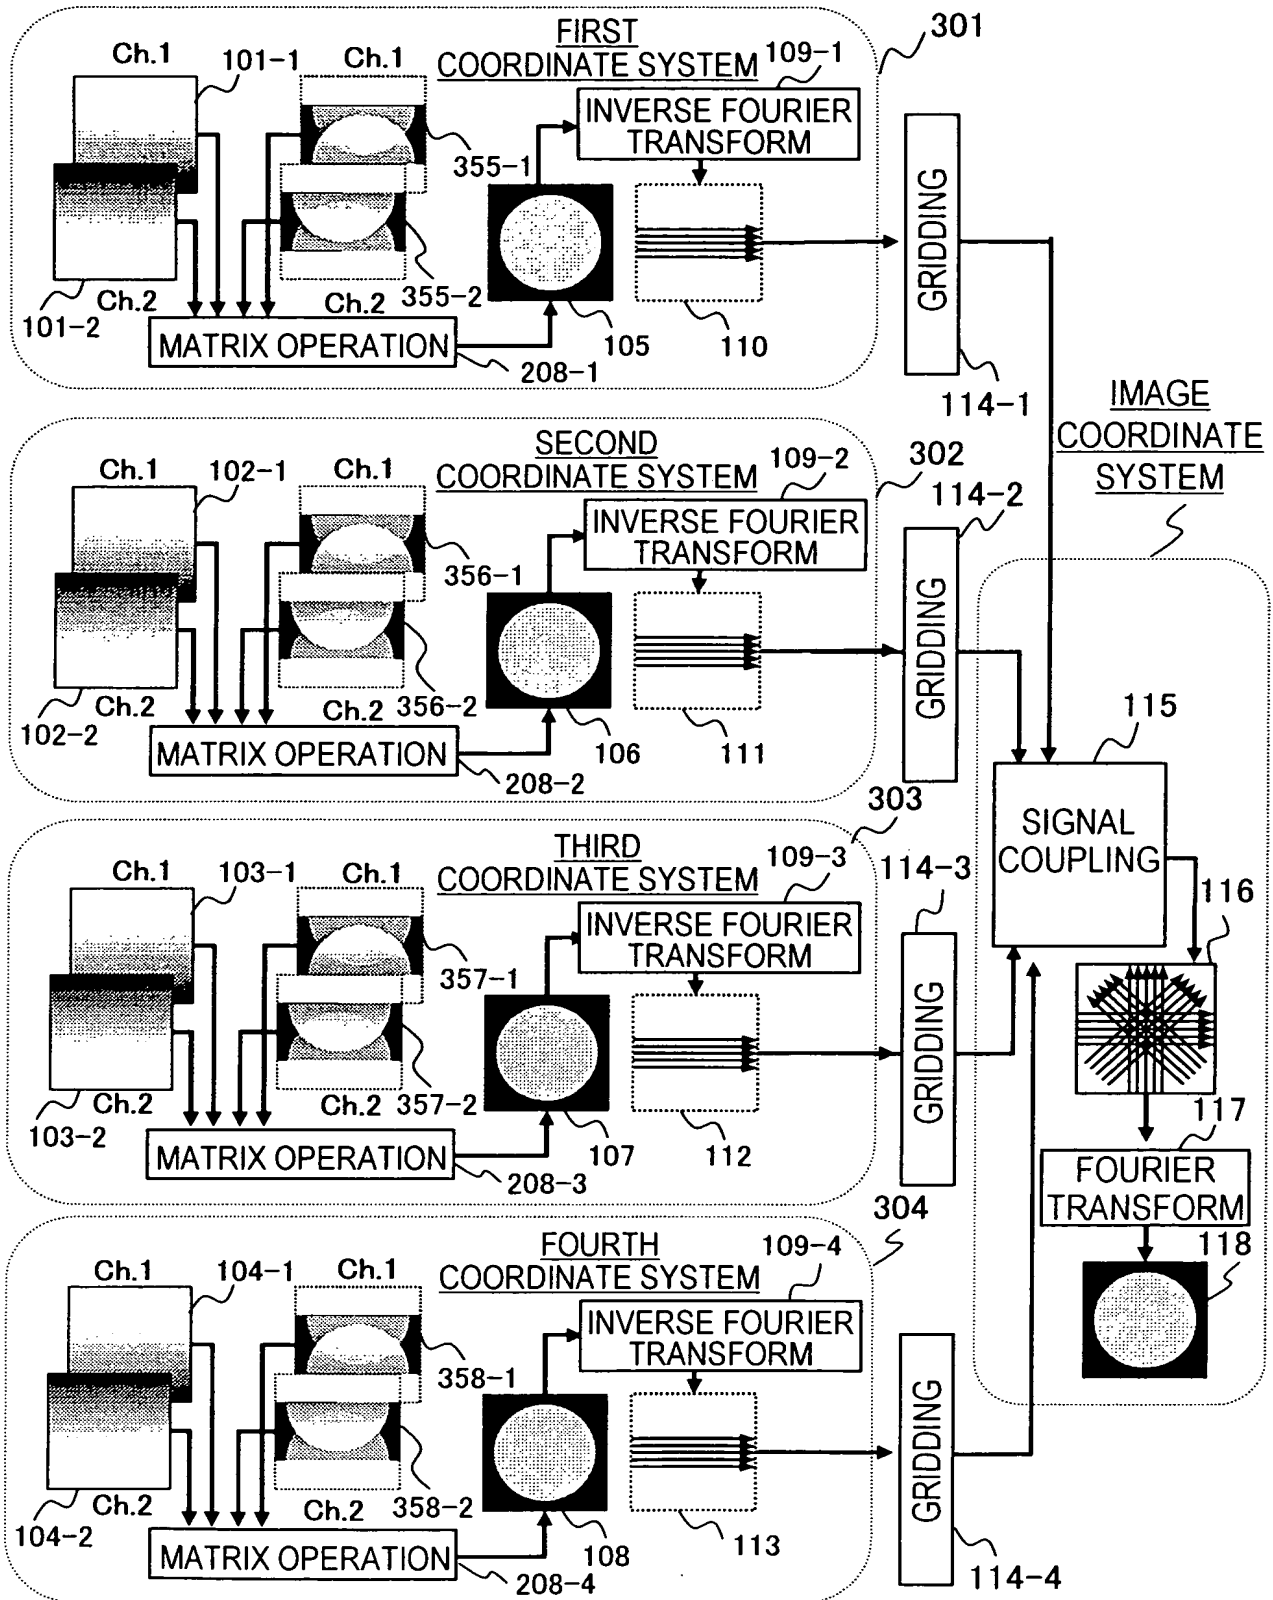 FIRST
COORDINATE SYSTEM
301
Ch.1
101-1
Ch.1
109-1
INVERSE FOURIER
TRANSFORM
355-1
GRIDDING
101-2
Ch.2
355-2
Ch.2
MATRIX OPERATION
208-1
105
110
114-1
IMAGE
COORDINATE
SYSTEM
SECOND
COORDINATE SYSTEM
302
Ch.1
102-1
Ch.1
109-2
114-2
INVERSE FOURIER
TRANSFORM
356-1
GRIDDING
102-2
Ch.2
356-2
Ch.2
MATRIX OPERATION
208-2
106
111
115
SIGNAL
COUPLING
303
THIRD
COORDINATE SYSTEM
Ch.1
103-1
Ch.1
109-3
114-3
INVERSE FOURIER
TRANSFORM
357-1
GRIDDING
116
103-2
Ch.2
357-2
Ch.2
MATRIX OPERATION
208-3
107
112
117
FOURIER
TRANSFORM
118
304
FOURTH
COORDINATE SYSTEM
Ch.1
104-1
Ch.1
109-4
INVERSE FOURIER
TRANSFORM
358-1
GRIDDING
104-2
Ch.2
358-2
Ch.2
MATRIX OPERATION
208-4
108
113
114-4